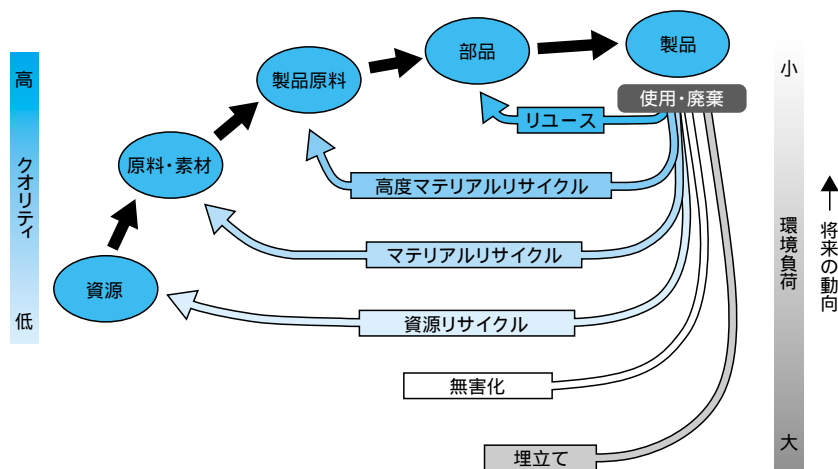 部品
製品
高
製品原料
小
使用・廃棄
リユース
原料・素材
クオリティ
高度マテリアルリサイクル
環境負荷
将来の動向
マテリアルリサイクル
資源
低
資源リサイクル
無害化
大
埋立て